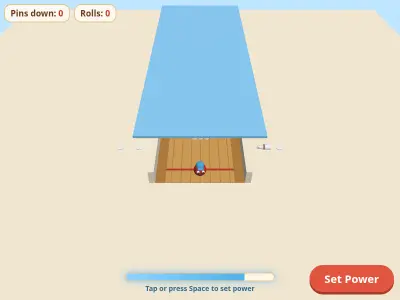 Pins down: 0 Rolls: 0
Set Power
Tap or press Space to set power